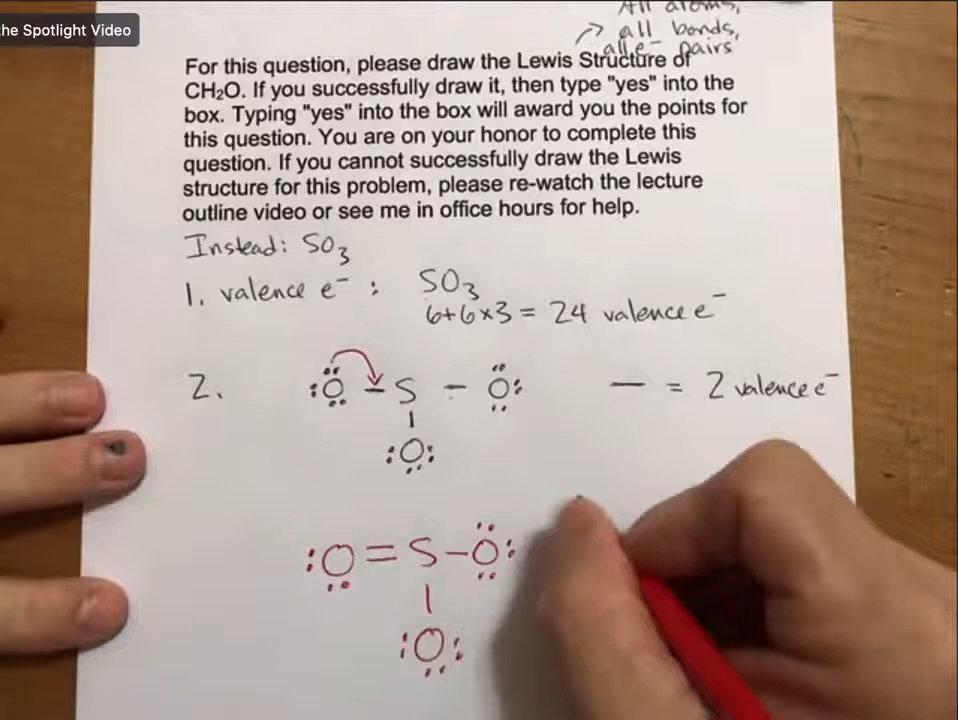 the Spotlight Video
All atoms,
→ all bonds,
all e⁻ pairs
For this question, please draw the Lewis Structure of
CH₂O. If you successfully draw it, then type "yes" into the
box. Typing "yes" into the box will award you the points for
this question. You are on your honor to complete this
question. If you cannot successfully draw the Lewis
structure for this problem, please re-watch the lecture
outline video or see me in office hours for help.
Instead: SO₃
1. valence e⁻ : SO₃
6+6×3 = 24 valence e⁻
2. :O - S - O: — = 2 valence e⁻
:O:
:O=S-O:
:O: